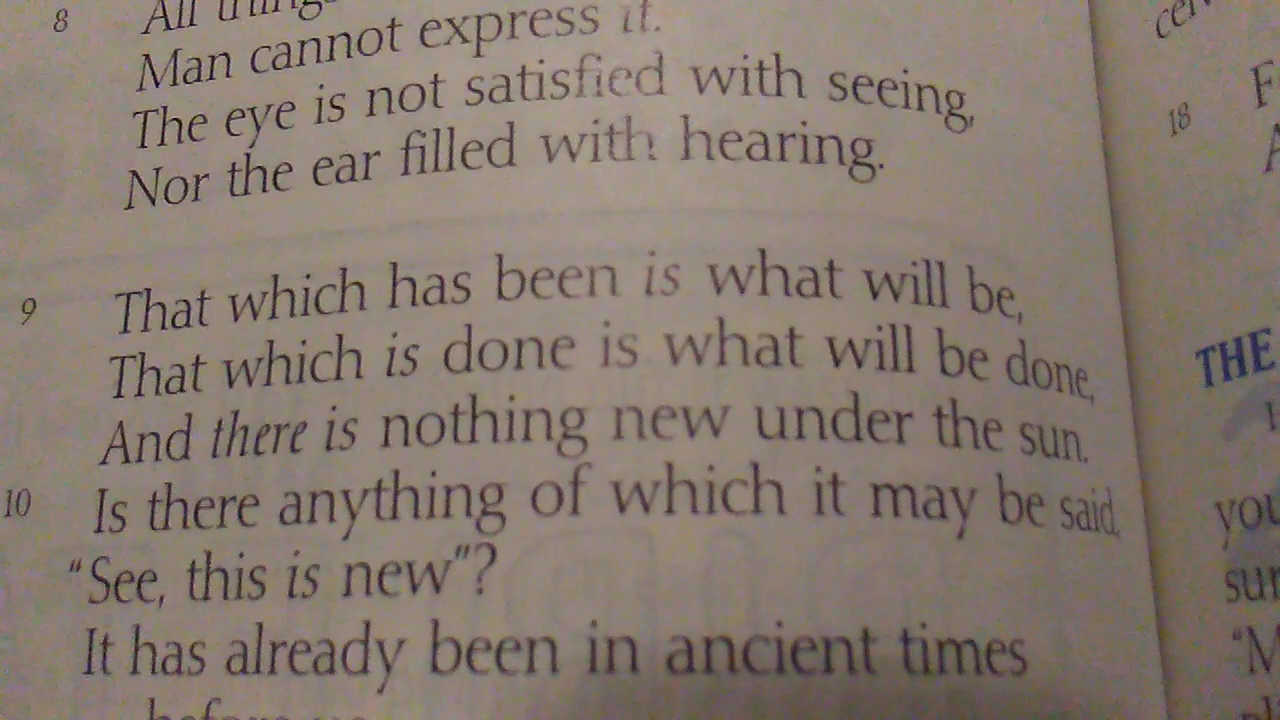 8 All
Man cannot express it.
The eye is not satisfied with seeing,
Nor the ear filled with hearing.
9 That which has been is what will be,
That which is done is what will be done,
And there is nothing new under the sun.
10 Is there anything of which it may be said,
“See, this is new”?
It has already been in ancient times
18
THE